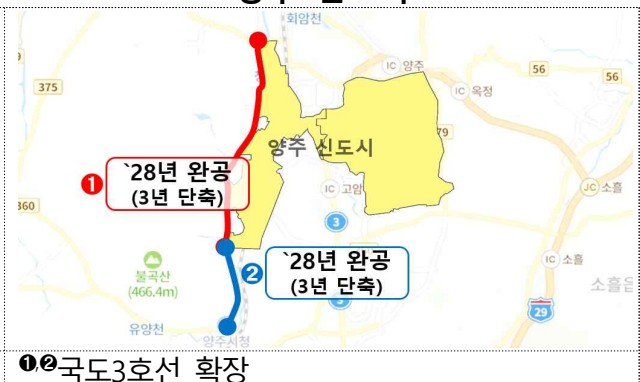 회암천
375
IC 양주
56
56
IC 옥정
79
양주 신도시
❶
`28년 완공
(3년 단축)
IC 고암
JC 소흘
360
3
❷
`28년 완공
(3년 단축)
IC 소흘
불곡산
(466.4m)
소흘읍
3
29
유양천
양주시청
❶,❷국도3호선 확장